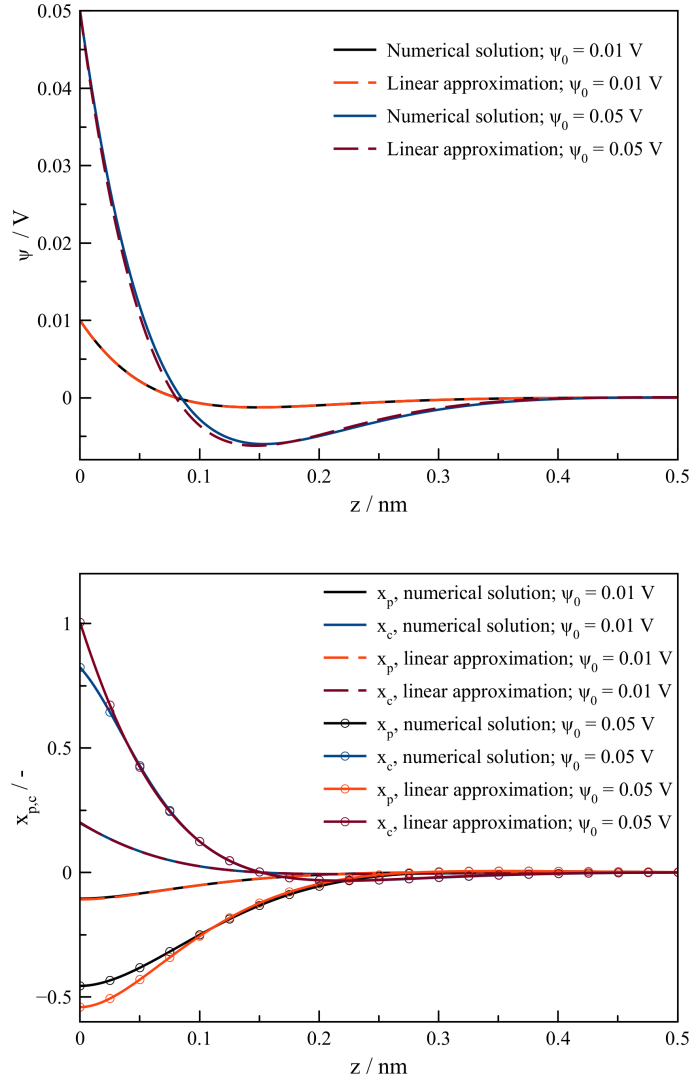 0.05
Numerical solution; ψ0 = 0.01 V
Linear approximation; ψ0 = 0.01 V
0.04
Numerical solution; ψ0 = 0.05 V
Linear approximation; ψ0 = 0.05 V
0.03
ψ / V
0.02
0.01
0
0 0.1 0.2 0.3 0.4 0.5
z / nm
xp, numerical solution; ψ0 = 0.01 V
1
xc, numerical solution; ψ0 = 0.01 V
xp, linear approximation; ψ0 = 0.01 V
xc, linear approximation; ψ0 = 0.01 V
xp, numerical solution; ψ0 = 0.05 V
0.5
xc, numerical solution; ψ0 = 0.05 V
xp, linear approximation; ψ0 = 0.05 V
xc, linear approximation; ψ0 = 0.05 V
xp,c / -
0
−0.5
0 0.1 0.2 0.3 0.4 0.5
z / nm